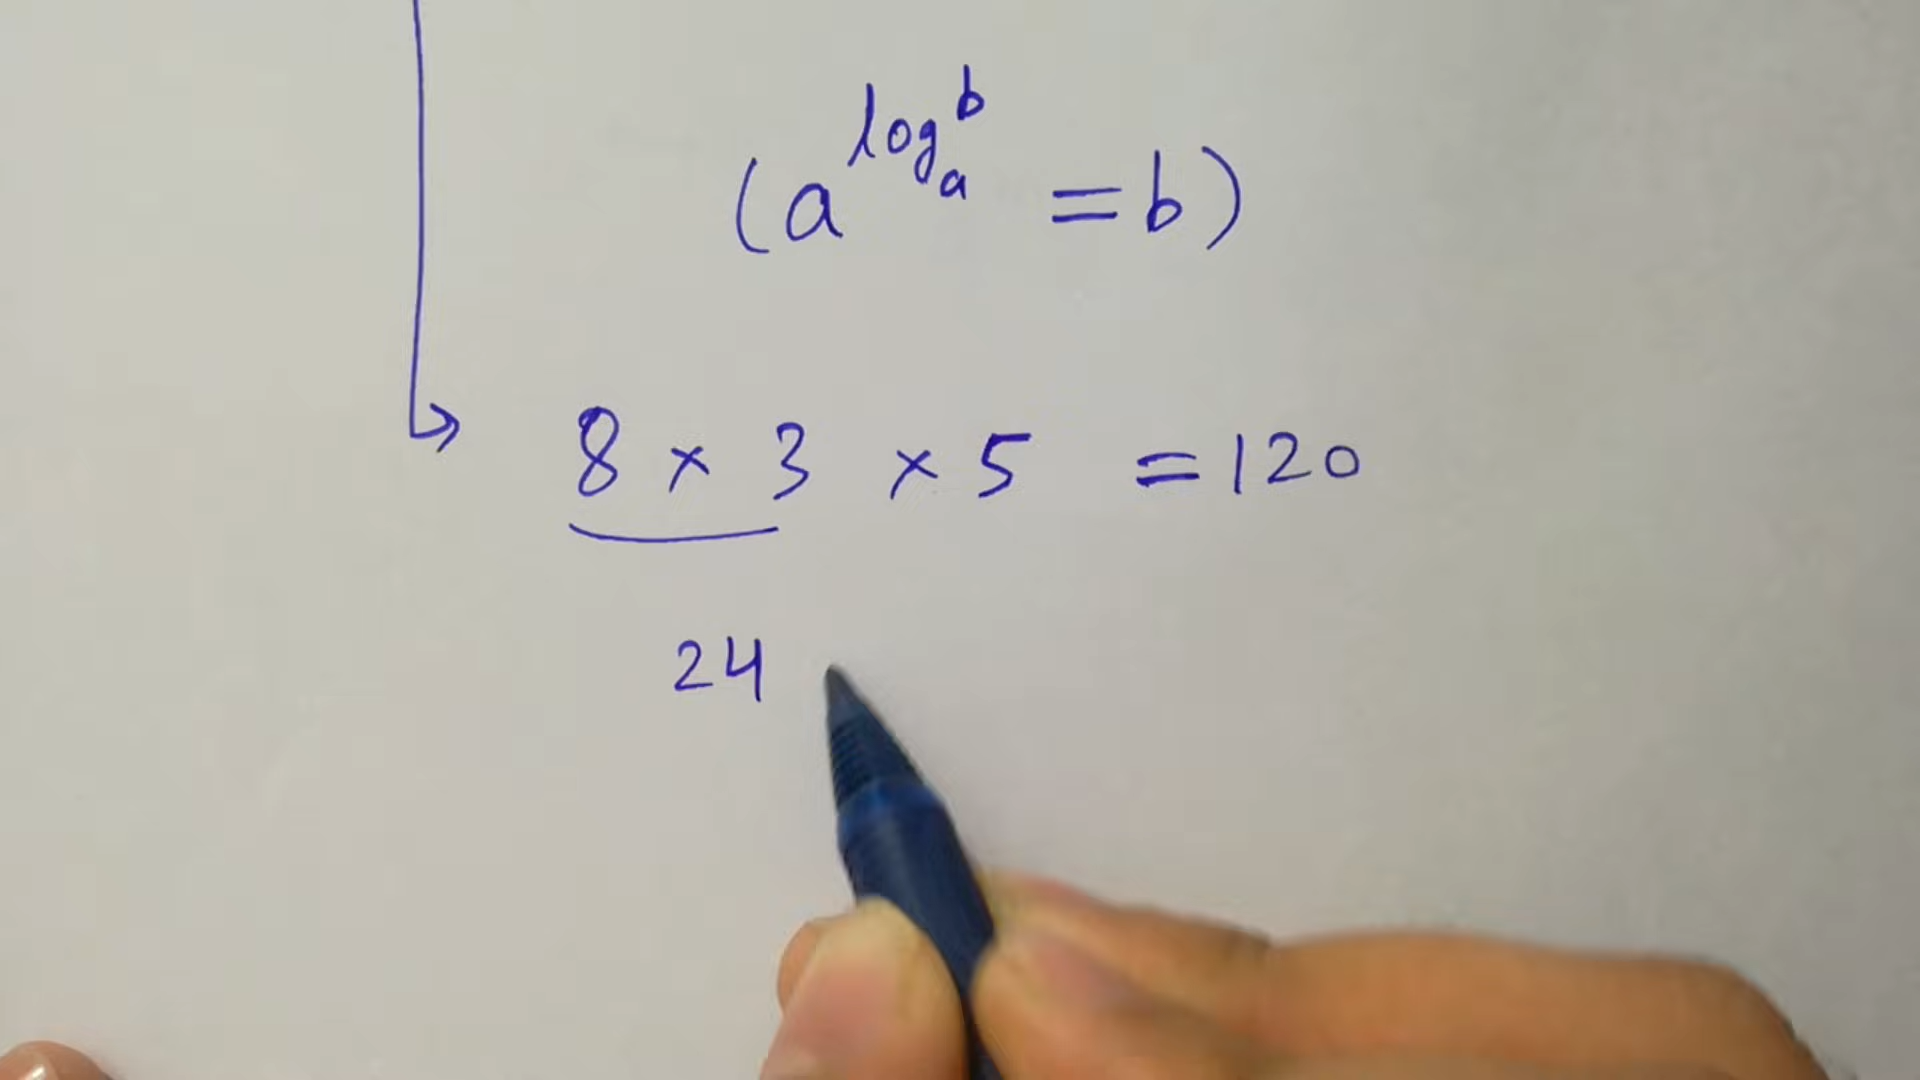 (a^log_a^b = b)
8 × 3 × 5 = 120
24